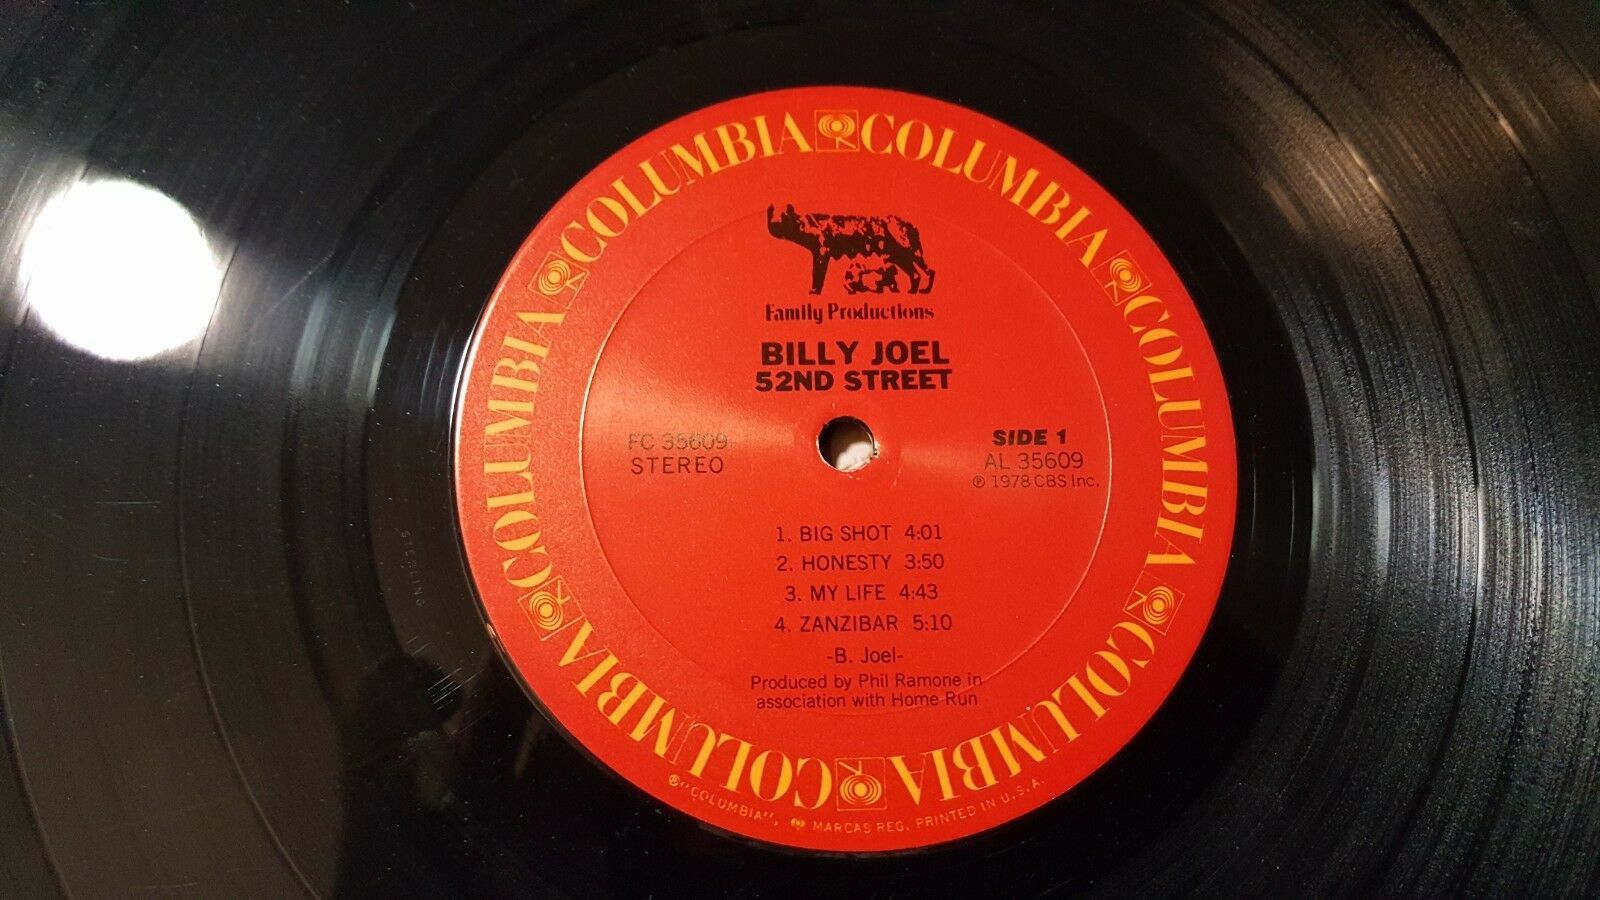 COLUMBIA COLUMBIA COLUMBIA COLUMBIA COLUMBIA COLUMBIA
Family Productions
BILLY JOEL
52ND STREET
FC 35609
STEREO
SIDE 1
AL 35609
℗ 1978 CBS Inc.
1. BIG SHOT 4:01
2. HONESTY 3:50
3. MY LIFE 4:43
4. ZANZIBAR 5:10
-B. Joel-
Produced by Phil Ramone in
association with Home Run
®"COLUMBIA", MARCAS REG. PRINTED IN U.S.A.
STERLING